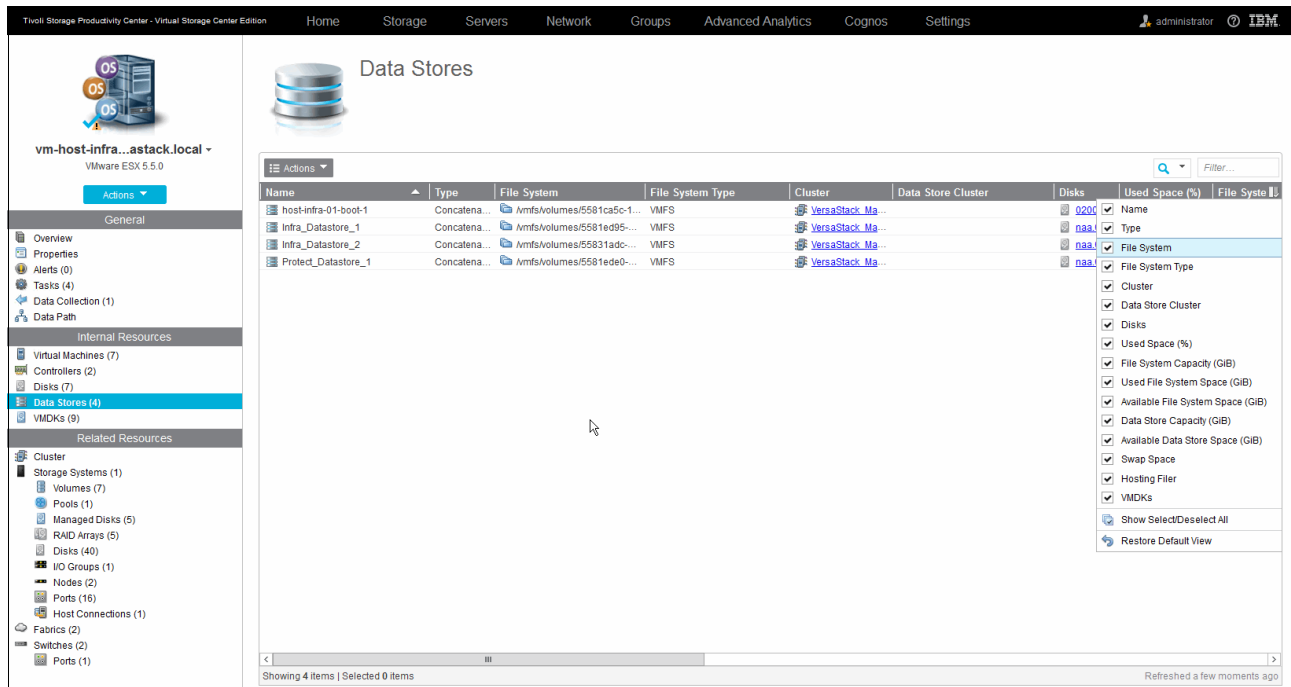 Tivoli Storage Productivity Center - Virtual Storage Center Edition Home Storage Servers Network Groups Advanced Analytics Cognos Settings administrator IBM
OS
OS
OS
vm-host-infra...astack.local
VMware ESX 5.5.0
Actions
General
Overview
Properties
Alerts (0)
Tasks (4)
Data Collection (1)
Data Path
Internal Resources
Virtual Machines (7)
Controllers (2)
Disks (7)
Data Stores (4)
VMDKs (9)
Related Resources
Cluster
Storage Systems (1)
Volumes (7)
Pools (1)
Managed Disks (5)
RAID Arrays (5)
Disks (40)
I/O Groups (1)
Nodes (2)
Ports (16)
Host Connections (1)
Fabrics (2)
Switches (2)
Ports (1)
Data Stores
Actions Filter...
Name Type File System File System Type Cluster Data Store Cluster Disks Used Space (%) File Syste
host-infra-01-boot-1 Concatena... /vmfs/volumes/5581ca5c-1... VMFS VersaStack_Ma... 0200
Infra_Datastore_1 Concatena... /vmfs/volumes/5581ed95-... VMFS VersaStack_Ma... naa.
Infra_Datastore_2 Concatena... /vmfs/volumes/55831adc-... VMFS VersaStack_Ma... naa.
Protect_Datastore_1 Concatena... /vmfs/volumes/5581ede0-... VMFS VersaStack_Ma... naa.
Name
Type
File System
File System Type
Cluster
Data Store Cluster
Disks
Used Space (%)
File System Capacity (GiB)
Used File System Space (GiB)
Available File System Space (GiB)
Data Store Capacity (GiB)
Available Data Store Space (GiB)
Swap Space
Hosting Filer
VMDKs
Show Select/Deselect All
Restore Default View
Showing 4 items | Selected 0 items Refreshed a few moments ago